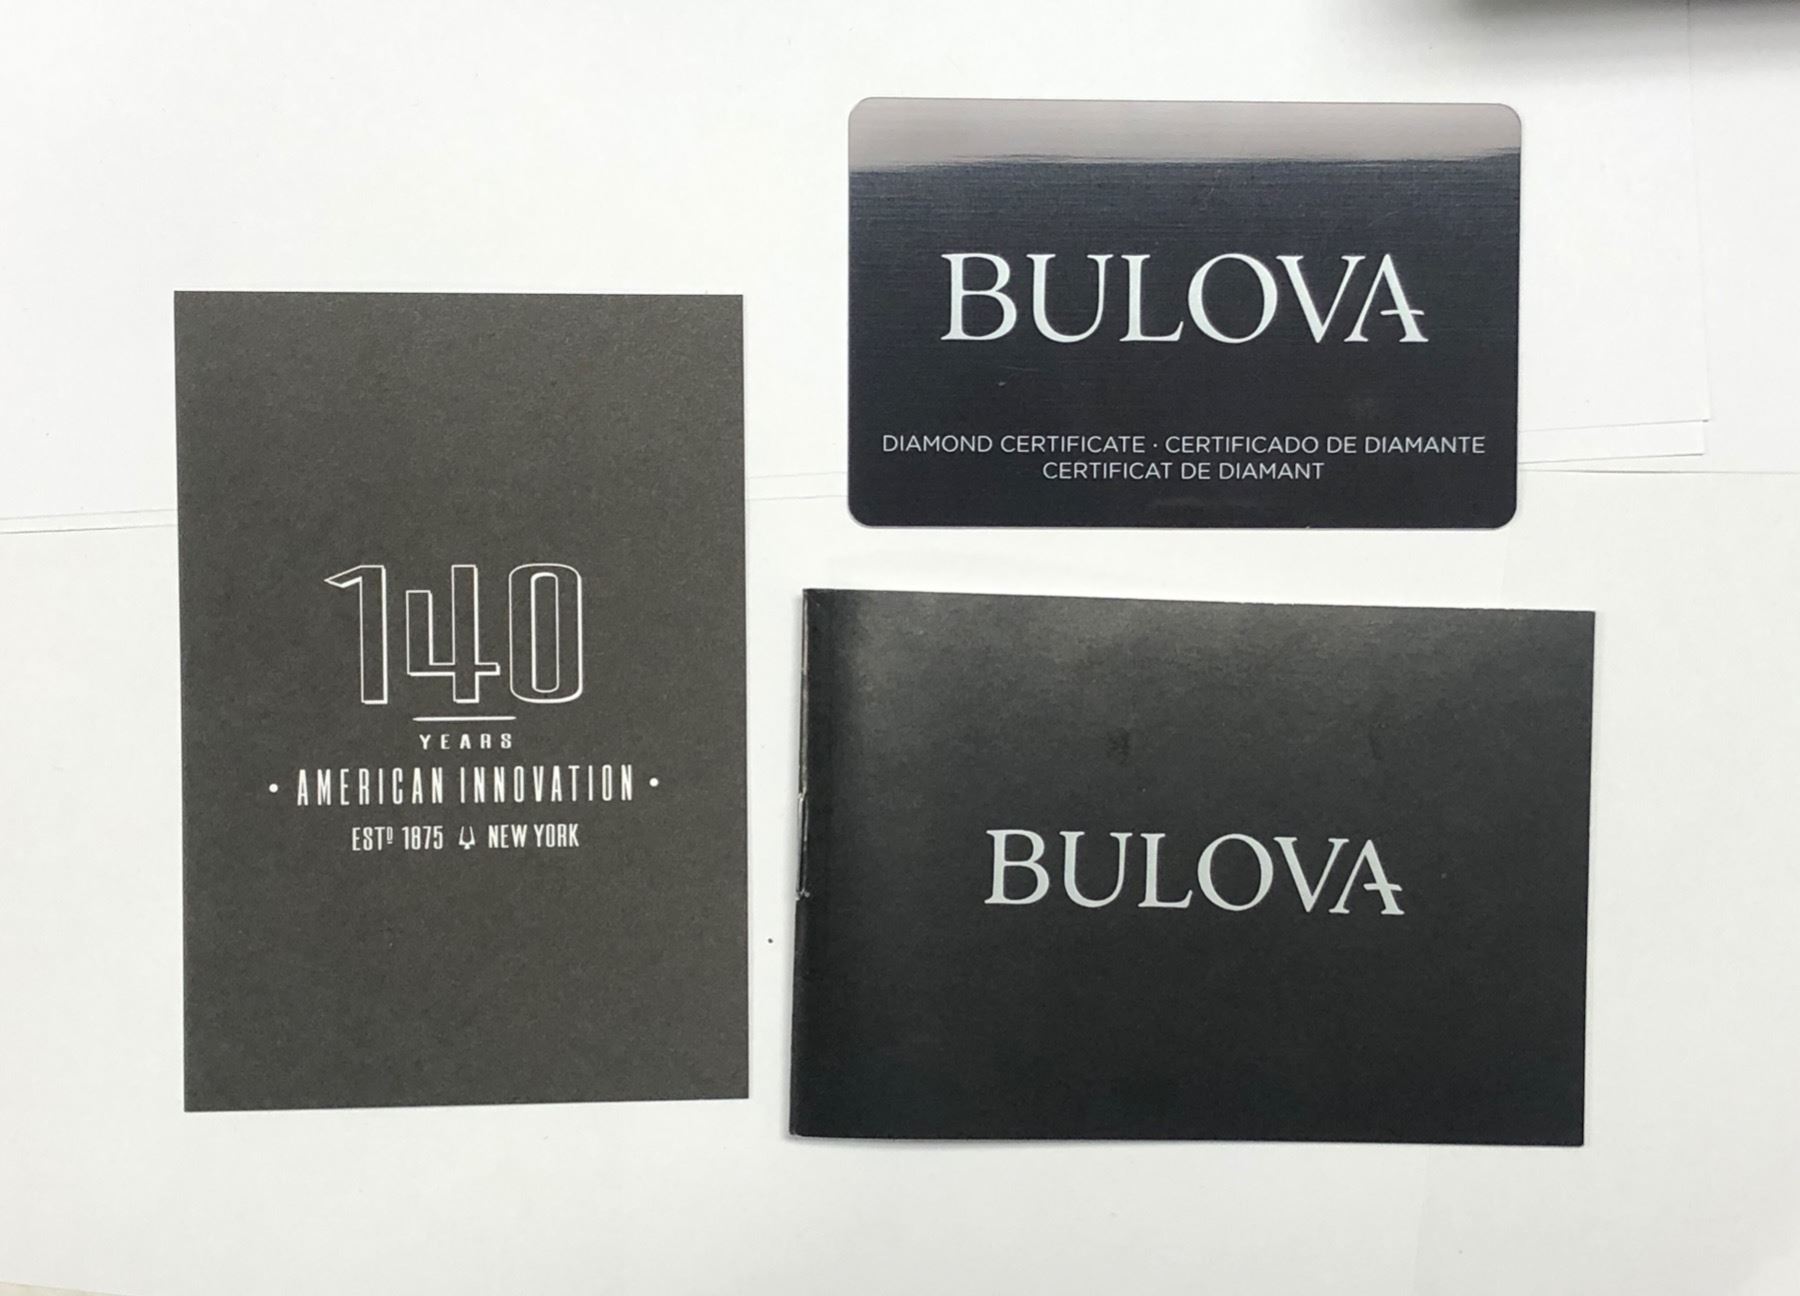 140
YEARS
• AMERICAN INNOVATION •
ESTD 1875 NEW YORK
BULOVA
DIAMOND CERTIFICATE · CERTIFICADO DE DIAMANTE
CERTIFICAT DE DIAMANT
BULOVA